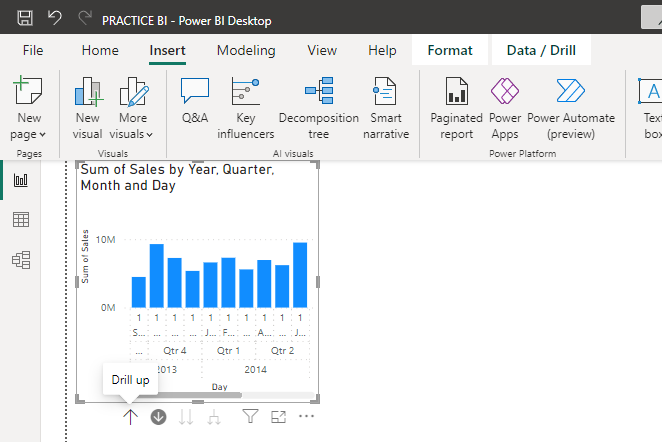 PRACTICE BI - Power BI Desktop
File Home Insert Modeling View Help Format Data / Drill
New page
New visual
More visuals
Q&A
Key influencers
Decomposition tree
Smart narrative
Paginated report
Power Apps
Power Automate (preview)
Text box
Pages Visuals AI visuals Power Platform
Sum of Sales by Year, Quarter,
Month and Day
Sum of Sales
10M
0M
1 1 1 1 1 1 1 1 1 1
S... ... ... ... J... F... ... A... ... J...
... Qtr 4 Qtr 1 Qtr 2
2013 2014
Day
Drill up